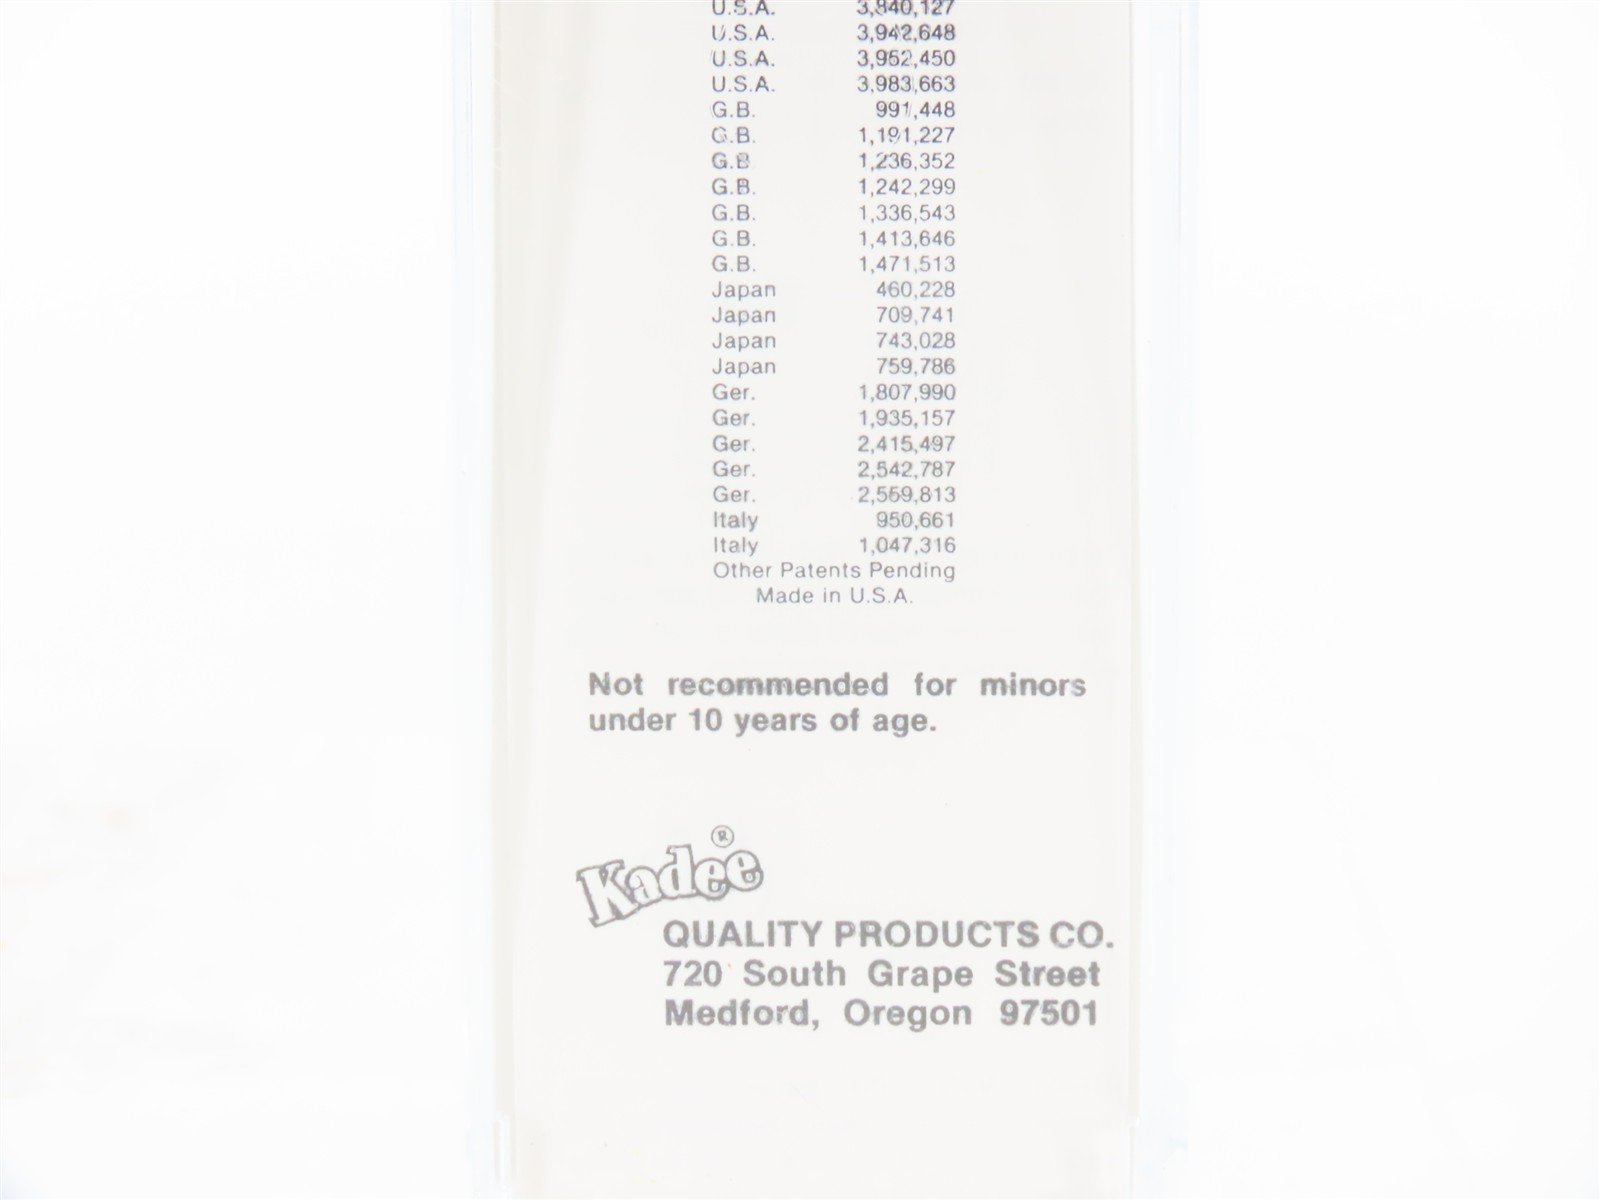 U.S.A. 3,840,127
U.S.A. 3,942,648
U.S.A. 3,952,450
U.S.A. 3,983,663
G.B. 991,448
G.B. 1,191,227
G.B 1,236,352
G.B. 1,242,299
G.B. 1,336,543
G.B. 1,413,646
G.B. 1,471,513
Japan 460,228
Japan 709,741
Japan 743,028
Japan 759,786
Ger. 1,807,990
Ger. 1,935,157
Ger. 2,415,497
Ger. 2,542,787
Ger. 2,559,813
Italy 950,661
Italy 1,047,316
Other Patents Pending
Made in U.S.A.
Not recommended for minors
under 10 years of age.
Kadee®
QUALITY PRODUCTS CO.
720 South Grape Street
Medford, Oregon 97501